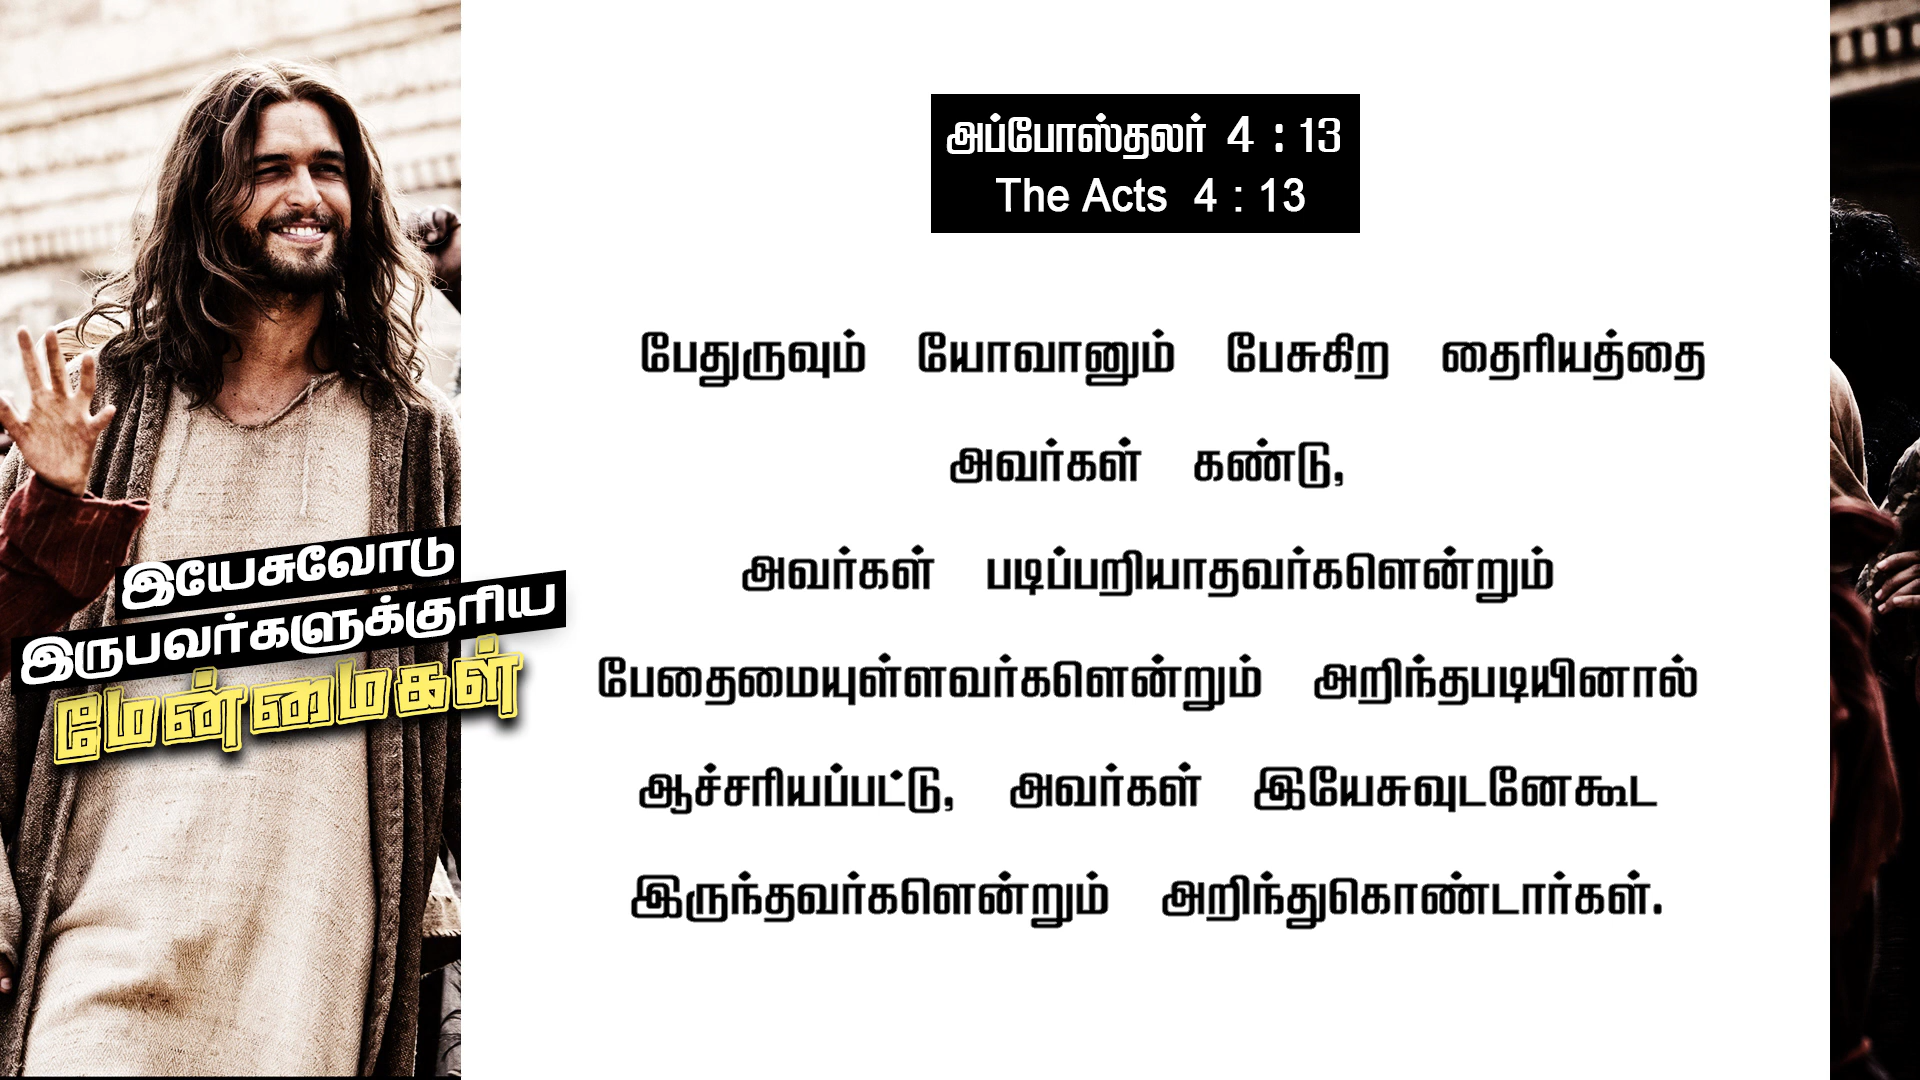 அப்போஸ்தலர் 4 : 13
The Acts 4 : 13
பேதுருவும் யோவானும் பேசுகிற தைரியத்தை
அவர்கள் கண்டு,
அவர்கள் படிப்பறியாதவர்களென்றும்
பேதைமையுள்ளவர்களென்றும் அறிந்தபடியினால்
ஆச்சரியப்பட்டு, அவர்கள் இயேசுவுடனேகூட
இருந்தவர்களென்றும் அறிந்துகொண்டார்கள்.
இயேசுவோடு
இருபவர்களுக்குரிய
மேன்மைகள்